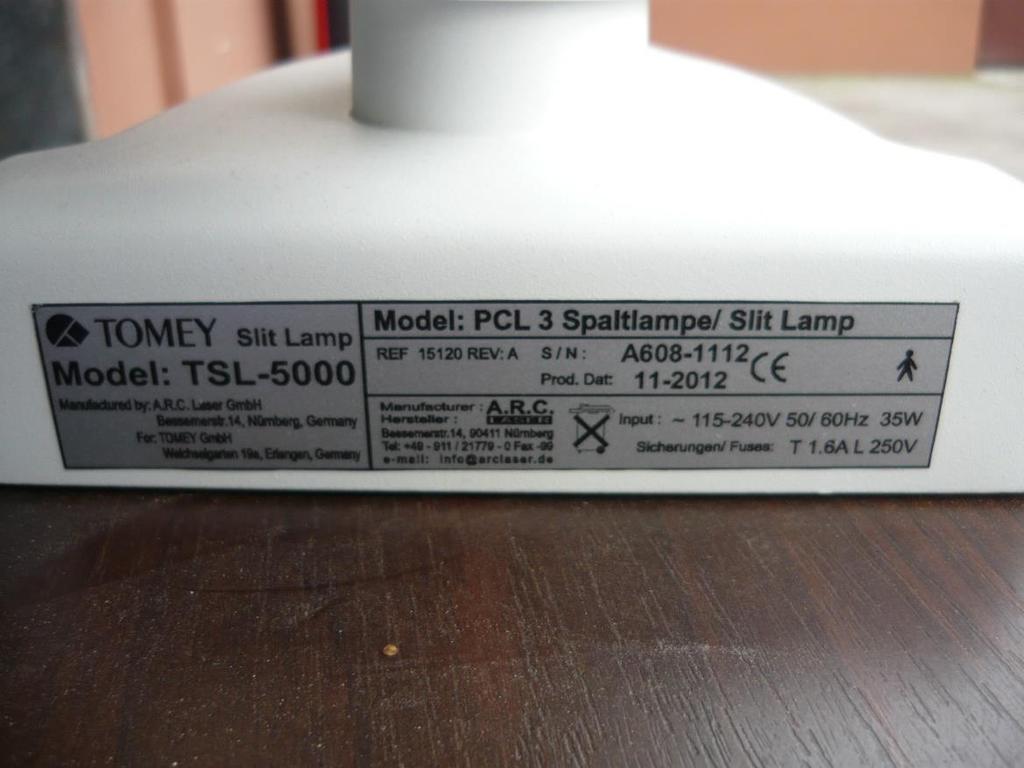 TOMEY Slit Lamp
Model: TSL-5000
Manufactured by: A.R.C. Laser GmbH
Bessemerstr.14, Nürnberg, Germany
For: TOMEY GmbH
Weichselgarten 19a, Erlangen, Germany
Model: PCL 3 Spaltlampe/ Slit Lamp
REF 15120 REV: A S/N: A608-1112 CE
Prod. Dat: 11-2012
Manufacturer : A.R.C.
Hersteller : LASER
Bessemerstr.14, 90411 Nürnberg
Tel: +49 - 911 / 21779 - 0 Fax -99
e-mail: info@arclaser.de
Input : ~ 115-240V 50/ 60Hz 35W
Sicherungen/ Fuses: T 1.6A L 250V